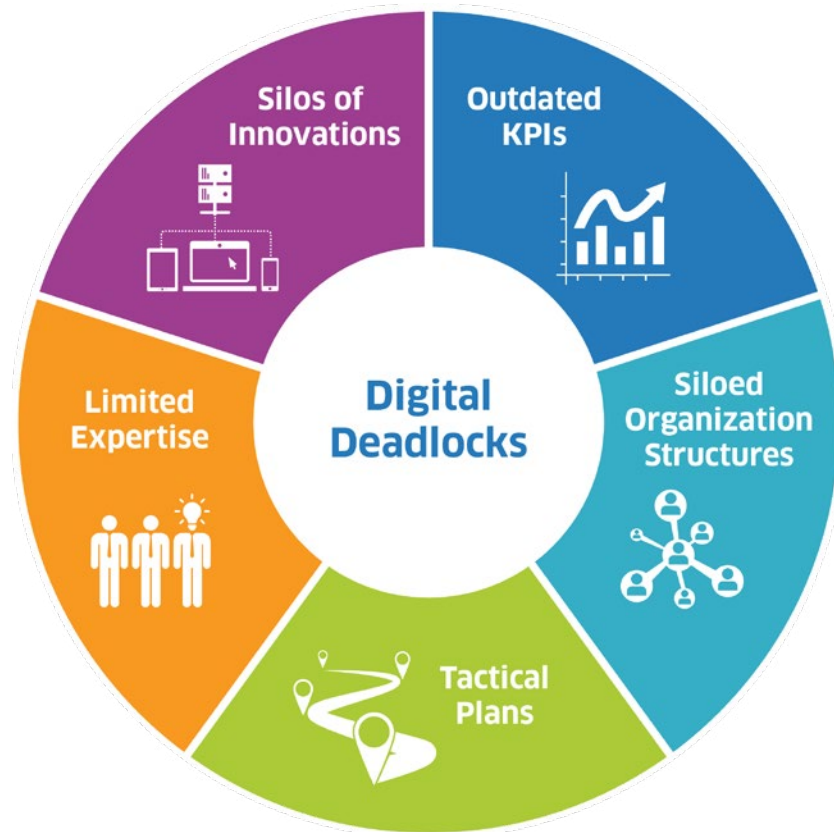 Silos of
Innovations
Outdated
KPIs
Limited
Expertise
Digital
Deadlocks
Siloed
Organization
Structures
Tactical
Plans